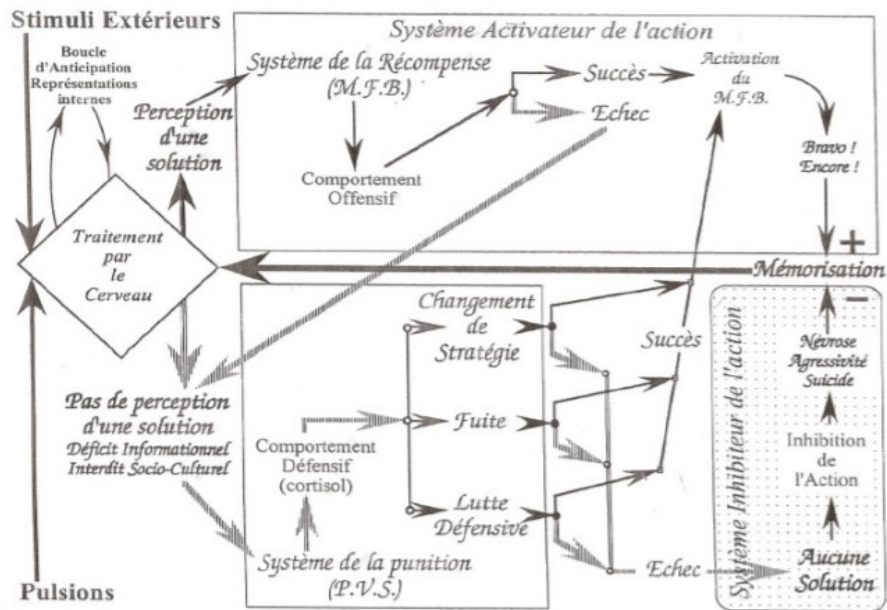 Stimuli Extérieurs
Boucle
d'Anticipation
Représentations
internes
Perception
d'une
solution
Traitement
par
le
Cerveau
Pas de perception
d'une solution
Déficit Informationnel
Interdit Socio-Culturel
Pulsions
Système Activateur de l'action
Système de la Récompense
(M.F.B.)
Comportement
Offensif
Succès
Echec
Activation
du
M.F.B.
Bravo !
Encore !
+
Mémorisation
−
Changement
de
Stratégie
Fuite
Lutte
Défensive
Comportement
Défensif
(cortisol)
Système de la punition
(P.V.S.)
Succès
Echec
Système Inhibiteur de l'action
Névrose
Agressivité
Suicide
Inhibition
de
l'Action
Aucune
Solution